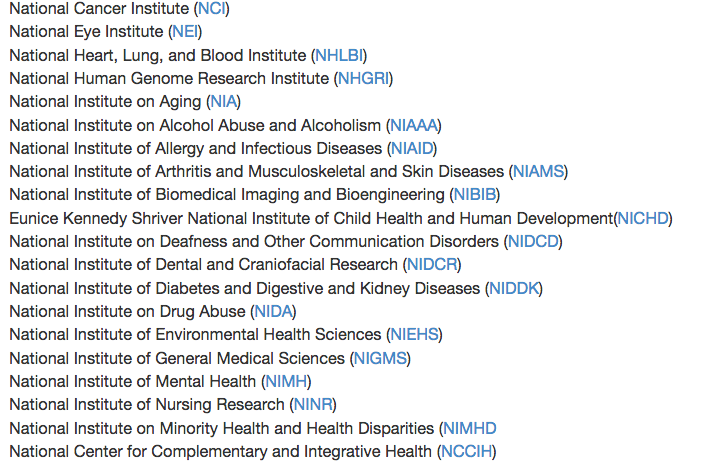 National Cancer Institute (NCI)
National Eye Institute (NEI)
National Heart, Lung, and Blood Institute (NHLBI)
National Human Genome Research Institute (NHGRI)
National Institute on Aging (NIA)
National Institute on Alcohol Abuse and Alcoholism (NIAAA)
National Institute of Allergy and Infectious Diseases (NIAID)
National Institute of Arthritis and Musculoskeletal and Skin Diseases (NIAMS)
National Institute of Biomedical Imaging and Bioengineering (NIBIB)
Eunice Kennedy Shriver National Institute of Child Health and Human Development(NICHD)
National Institute on Deafness and Other Communication Disorders (NIDCD)
National Institute of Dental and Craniofacial Research (NIDCR)
National Institute of Diabetes and Digestive and Kidney Diseases (NIDDK)
National Institute on Drug Abuse (NIDA)
National Institute of Environmental Health Sciences (NIEHS)
National Institute of General Medical Sciences (NIGMS)
National Institute of Mental Health (NIMH)
National Institute of Nursing Research (NINR)
National Institute on Minority Health and Health Disparities (NIMHD
National Center for Complementary and Integrative Health (NCCIH)